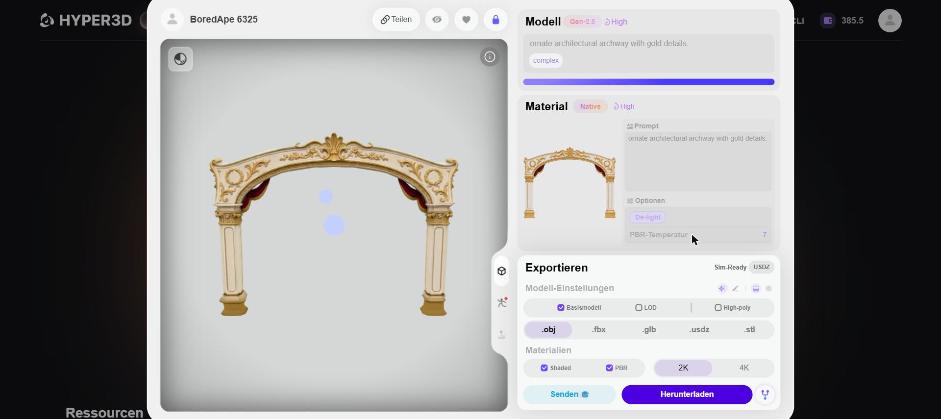 HYPER3D
BoredApe 6325
Teilen
385.5
Modell Gen-2.5 High
ornate architectural archway with gold details.
complex
Material Native High
Prompt
ornate architectural archway with gold details.
Optionen
De-light
PBR-Temperatur 7
Exportieren Sim-Ready USDZ
Modell-Einstellungen
Basismodell LOD High-poly
.obj .fbx .glb .usdz .stl
Materialien
Shaded PBR 2K 4K
Senden Herunterladen
Ressourcen